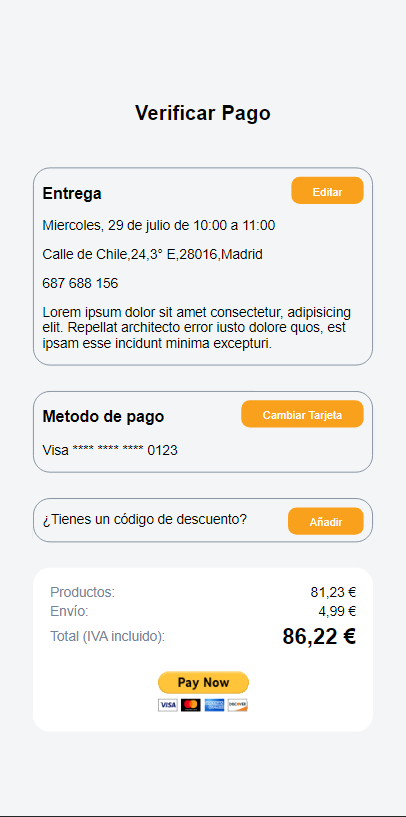 Verificar Pago
Entrega
Editar
Miercoles, 29 de julio de 10:00 a 11:00
Calle de Chile,24,3° E,28016,Madrid
687 688 156
Lorem ipsum dolor sit amet consectetur, adipisicing
elit. Repellat architecto error iusto dolore quos, est
ipsam esse incidunt minima excepturi.
Metodo de pago
Cambiar Tarjeta
Visa **** **** **** 0123
¿Tienes un código de descuento?
Añadir
Productos: 81,23 €
Envío: 4,99 €
Total (IVA incluido): 86,22 €
Pay Now
VISA
DISCOVER